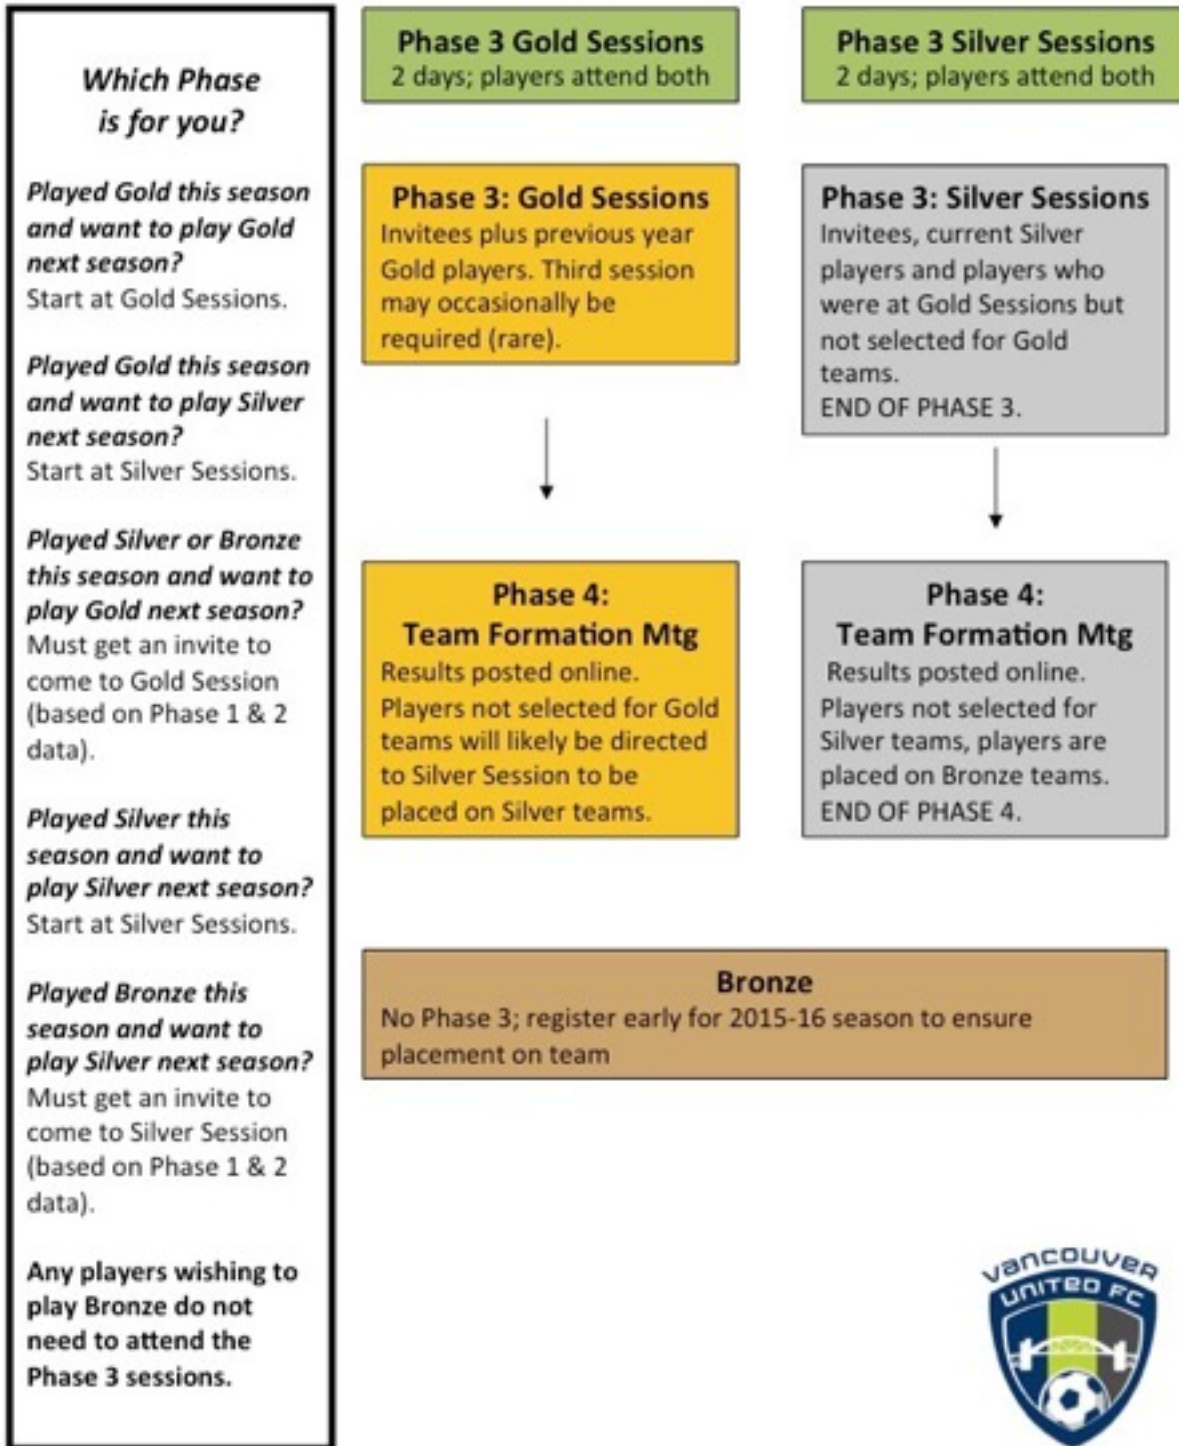 Which Phase
is for you?
Played Gold this season
and want to play Gold
next season?
Start at Gold Sessions.
Played Gold this season
and want to play Silver
next season?
Start at Silver Sessions.
Played Silver or Bronze
this season and want to
play Gold next season?
Must get an invite to
come to Gold Session
(based on Phase 1 & 2
data).
Played Silver this
season and want to
play Silver next season?
Start at Silver Sessions.
Played Bronze this
season and want to
play Silver next season?
Must get an invite to
come to Silver Session
(based on Phase 1 & 2
data).
Any players wishing to
play Bronze do not
need to attend the
Phase 3 sessions.
Phase 3 Gold Sessions
2 days; players attend both
Phase 3: Gold Sessions
Invitees plus previous year
Gold players. Third session
may occasionally be
required (rare).
Phase 4:
Team Formation Mtg
Results posted online.
Players not selected for Gold
teams will likely be directed
to Silver Session to be
placed on Silver teams.
Phase 3 Silver Sessions
2 days; players attend both
Phase 3: Silver Sessions
Invitees, current Silver
players and players who
were at Gold Sessions but
not selected for Gold
teams.
END OF PHASE 3.
Phase 4:
Team Formation Mtg
Results posted online.
Players not selected for
Silver teams, players are
placed on Bronze teams.
END OF PHASE 4.
Bronze
No Phase 3; register early for 2015-16 season to ensure
placement on team
VANCOUVER
UNITED FC